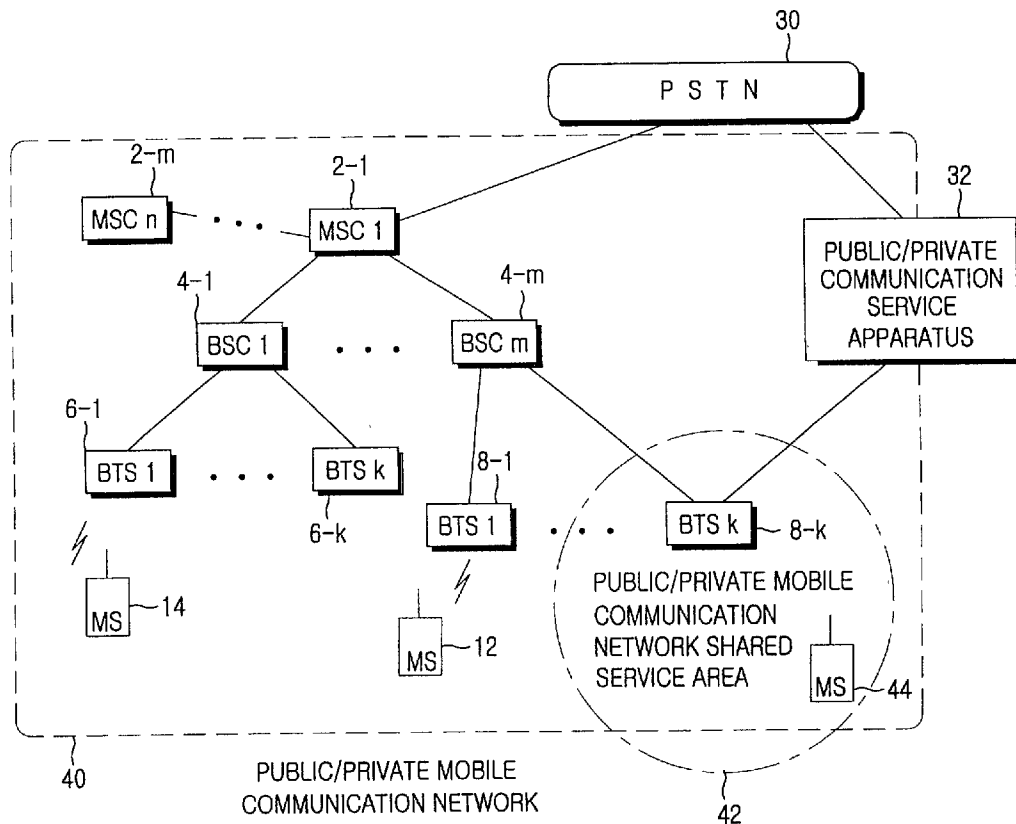 30
P S T N
2-m
2-1
MSC n
MSC 1
32
PUBLIC/PRIVATE
COMMUNICATION
SERVICE
APPARATUS
4-1
4-m
BSC 1
BSC m
6-1
BTS 1
BTS k
6-k
8-1
BTS 1
BTS k
8-k
MS
14
MS
12
PUBLIC/PRIVATE MOBILE
COMMUNICATION
NETWORK SHARED
SERVICE AREA
MS
44
40
PUBLIC/PRIVATE MOBILE
COMMUNICATION NETWORK
42